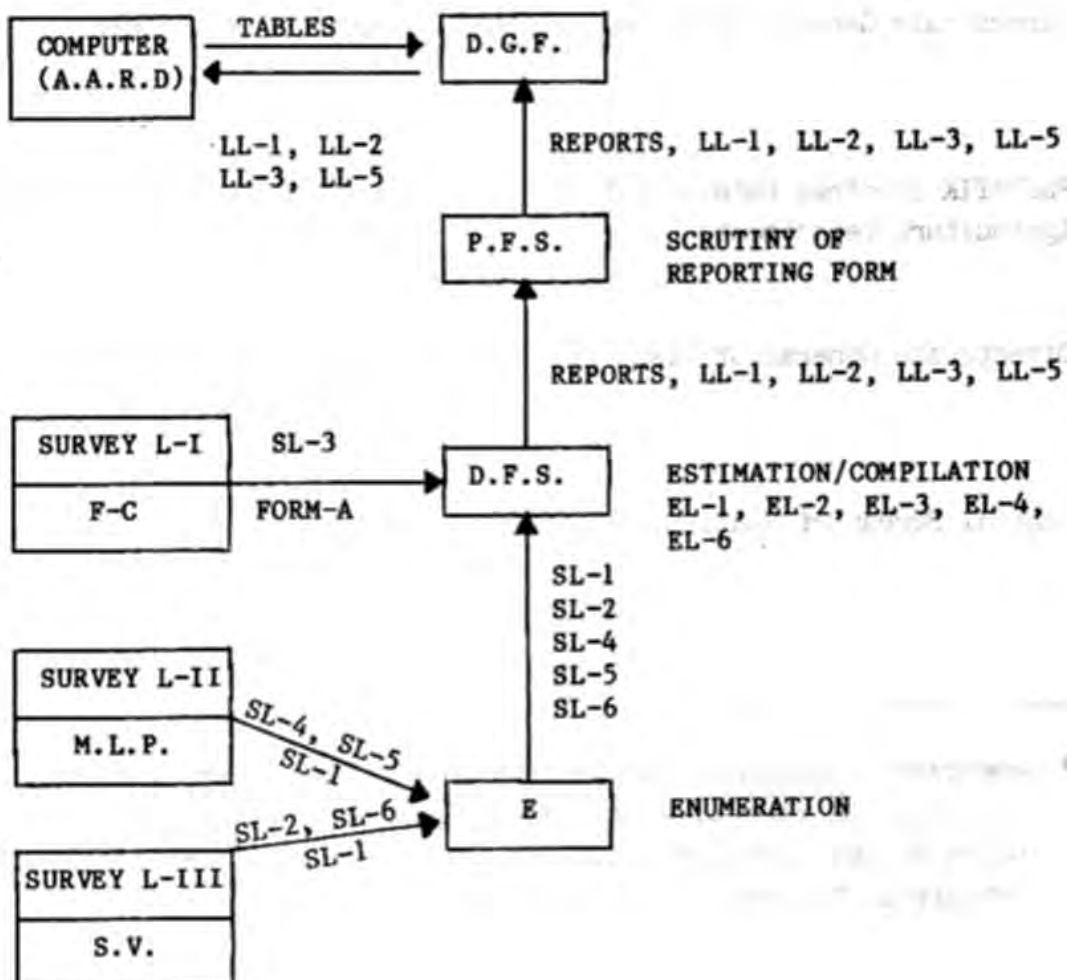 COMPUTER
(A.A.R.D)
TABLES
D.G.F.
LL-1, LL-2
LL-3, LL-5
REPORTS, LL-1, LL-2, LL-3, LL-5
P.F.S.
SCRUTINY OF
REPORTING FORM
REPORTS, LL-1, LL-2, LL-3, LL-5
SURVEY L-I
F-C
SL-3
FORM-A
D.F.S.
ESTIMATION/COMPILATION
EL-1, EL-2, EL-3, EL-4,
EL-6
SL-1
SL-2
SL-4
SL-5
SL-6
SURVEY L-II
M.L.P.
SL-4, SL-5
SL-1
E
ENUMERATION
SL-2, SL-6
SL-1
SURVEY L-III
S.V.